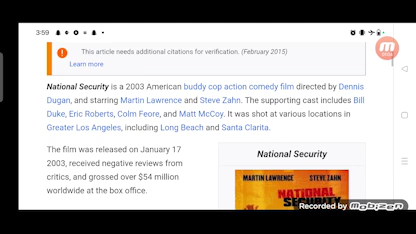 3:59
This article needs additional citations for verification. (February 2015)
Learn more
National Security is a 2003 American buddy cop action comedy film directed by Dennis
Dugan, and starring Martin Lawrence and Steve Zahn. The supporting cast includes Bill
Duke, Eric Roberts, Colm Feore, and Matt McCoy. It was shot at various locations in
Greater Los Angeles, including Long Beach and Santa Clarita.
The film was released on January 17
2003, received negative reviews from
critics, and grossed over $54 million
worldwide at the box office.
National Security
MARTIN LAWRENCE STEVE ZAHN
NATIONAL
SECURITY
Recorded by Mobizen